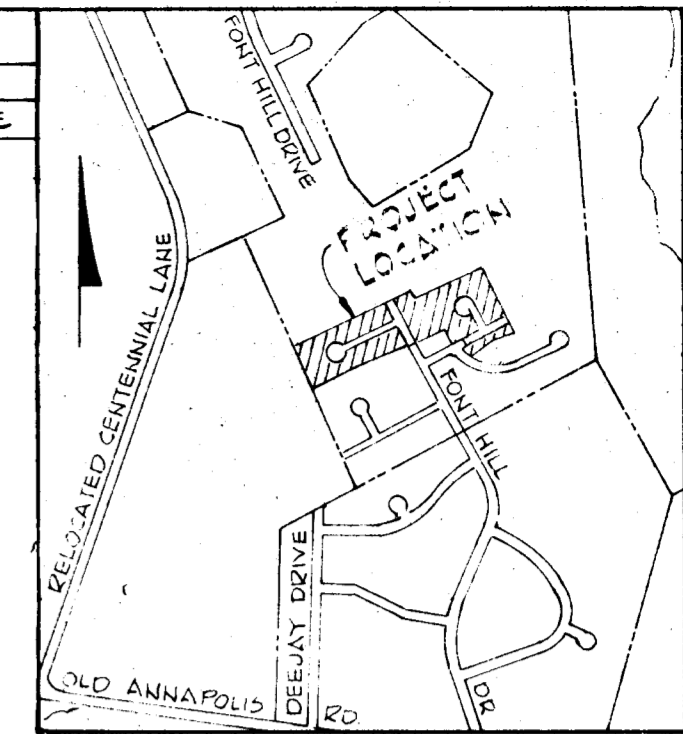 E
FONT HILL DRIVE
PROJECT
LOCATION
RELOCATED CENTENNIAL LANE
FONT HILL
DEEJAY DRIVE
OLD ANNAPOLIS
RD.
DR